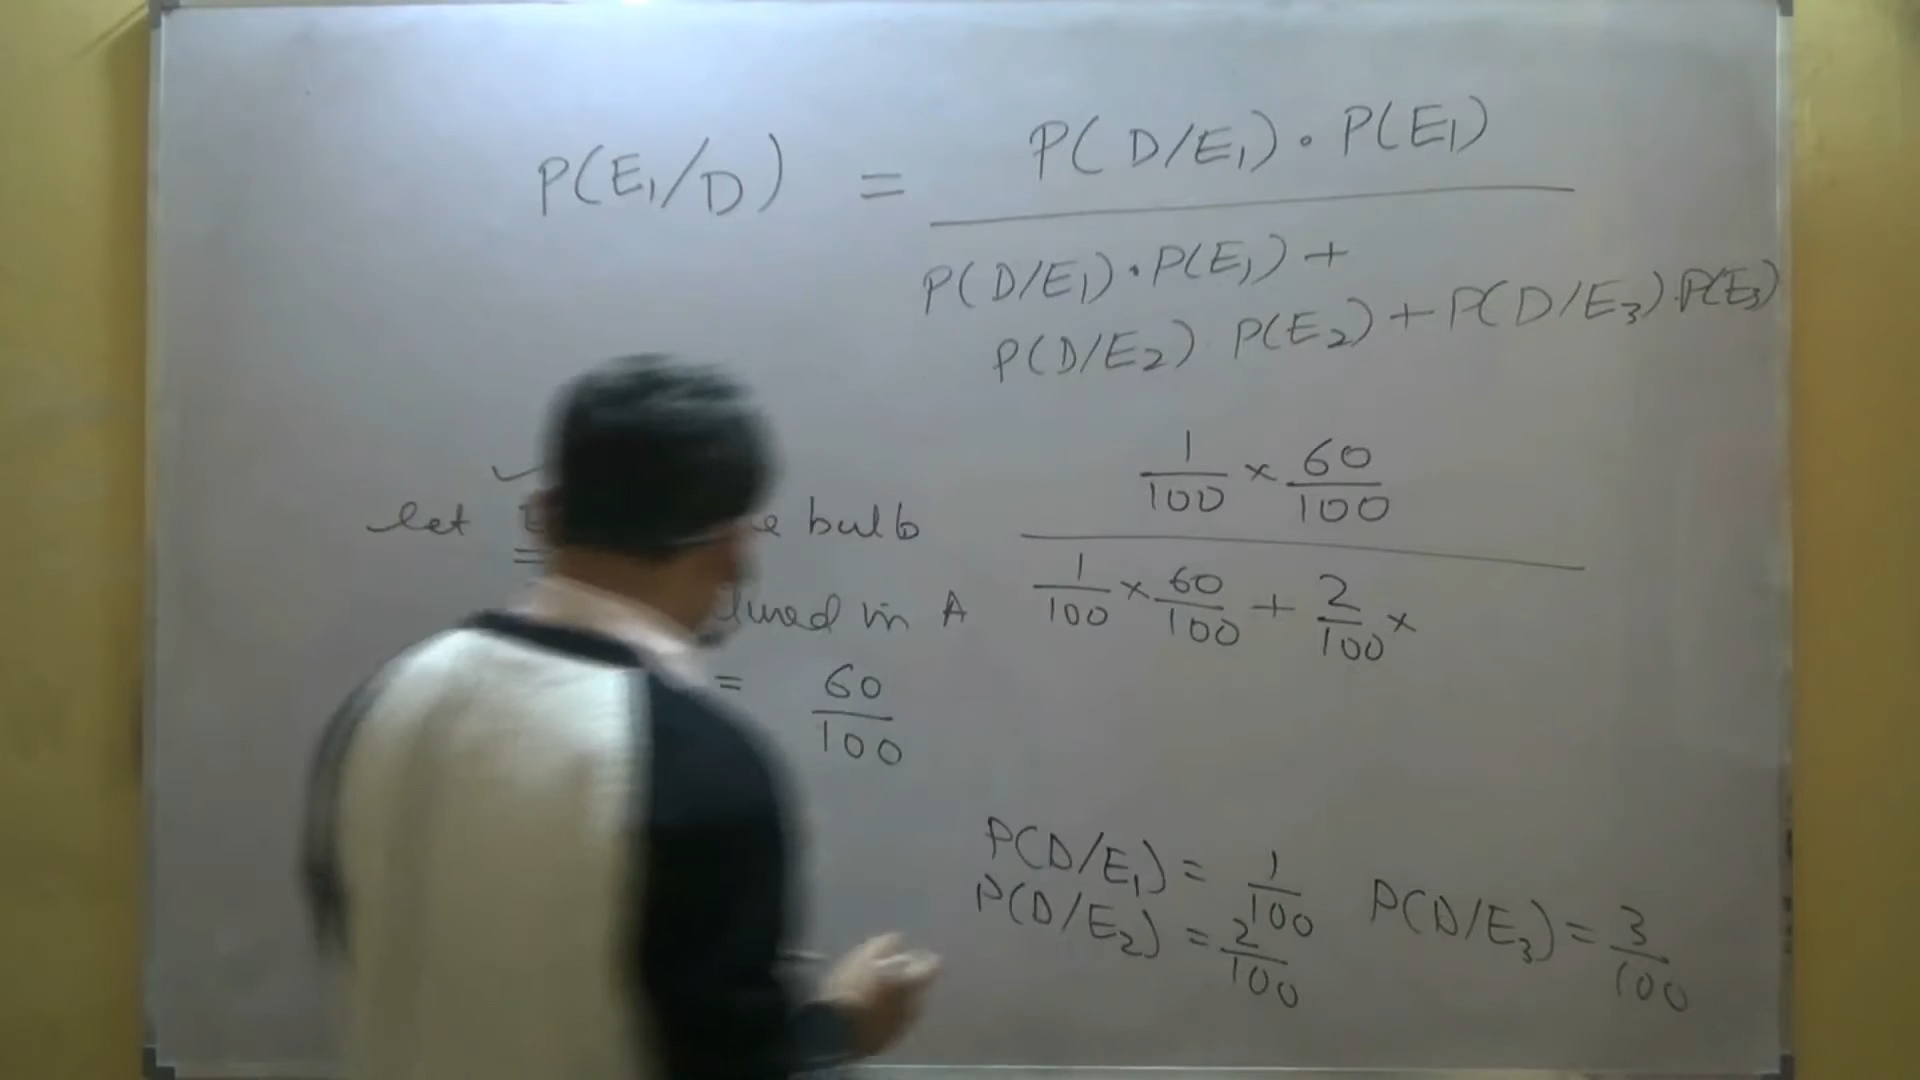 P(E₁/D) = P(D/E₁) · P(E₁)
P(D/E₁) · P(E₁) +
P(D/E₂) P(E₂) + P(D/E₃) · P(E₃)
let bulb
in A
= 60/100
1/100 × 60/100
1/100 × 60/100 + 2/100 ×
P(D/E₁) = 1/100
P(D/E₂) = 2/100
P(D/E₃) = 3/100